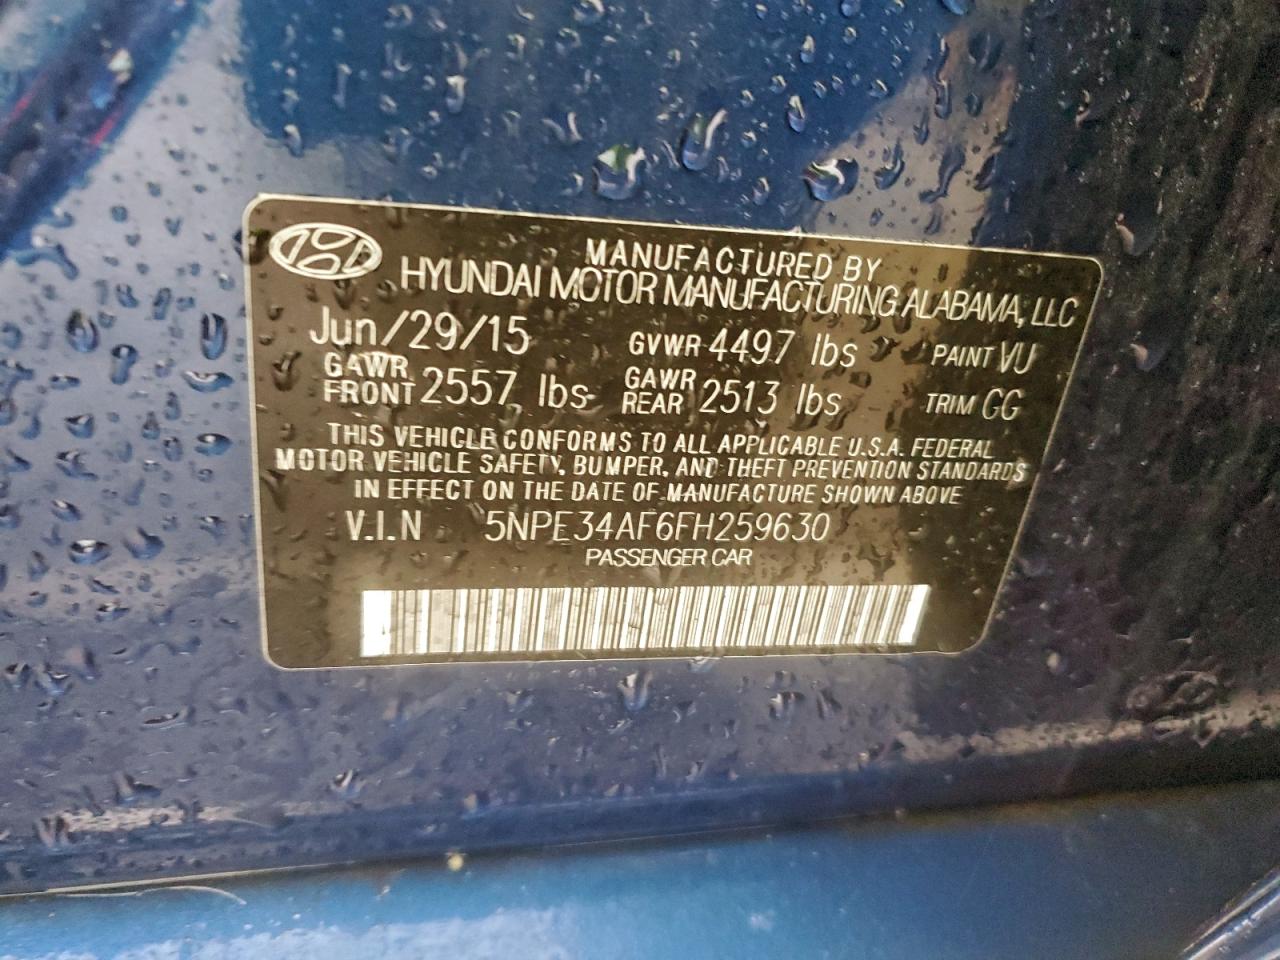 MANUFACTURED BY
HYUNDAI MOTOR MANUFACTURING ALABAMA, LLC
Jun/29/15 GVWR 4497 lbs PAINT VU
GAWR FRONT 2557 lbs GAWR REAR 2513 lbs TRIM GG
THIS VEHICLE CONFORMS TO ALL APPLICABLE U.S.A. FEDERAL
MOTOR VEHICLE SAFETY, BUMPER, AND THEFT PREVENTION STANDARDS
IN EFFECT ON THE DATE OF MANUFACTURE SHOWN ABOVE
V.I.N 5NPE34AF6FH259630
PASSENGER CAR